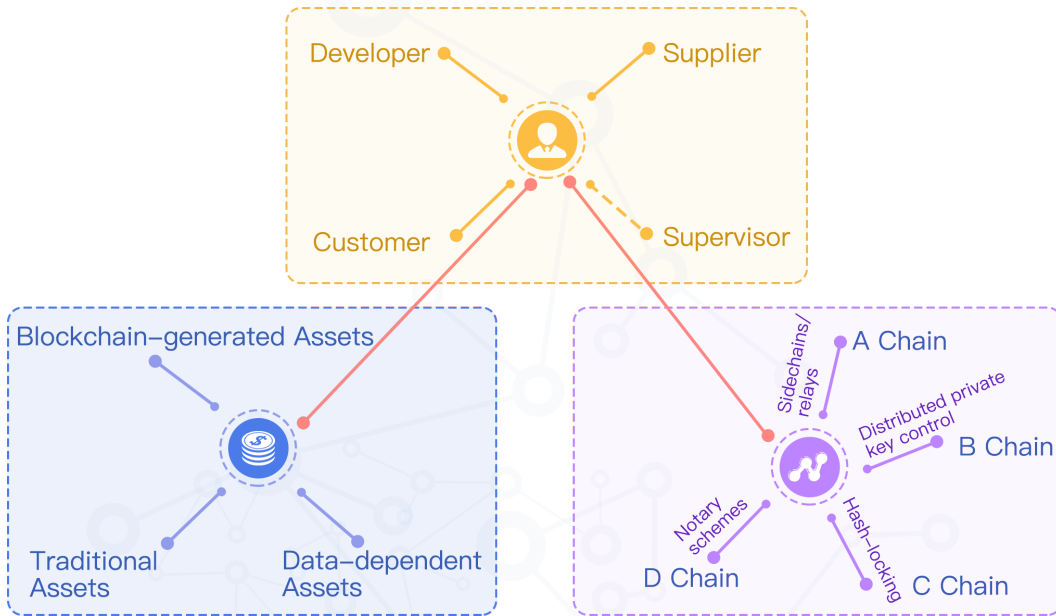 Developer
Supplier
Customer
Supervisor
Blockchain-generated Assets
Traditional
Assets
Data-dependent
Assets
Sidechains/
relays
A Chain
Distributed private
key control
B Chain
Notary
schemes
D Chain
Hash-locking
C Chain